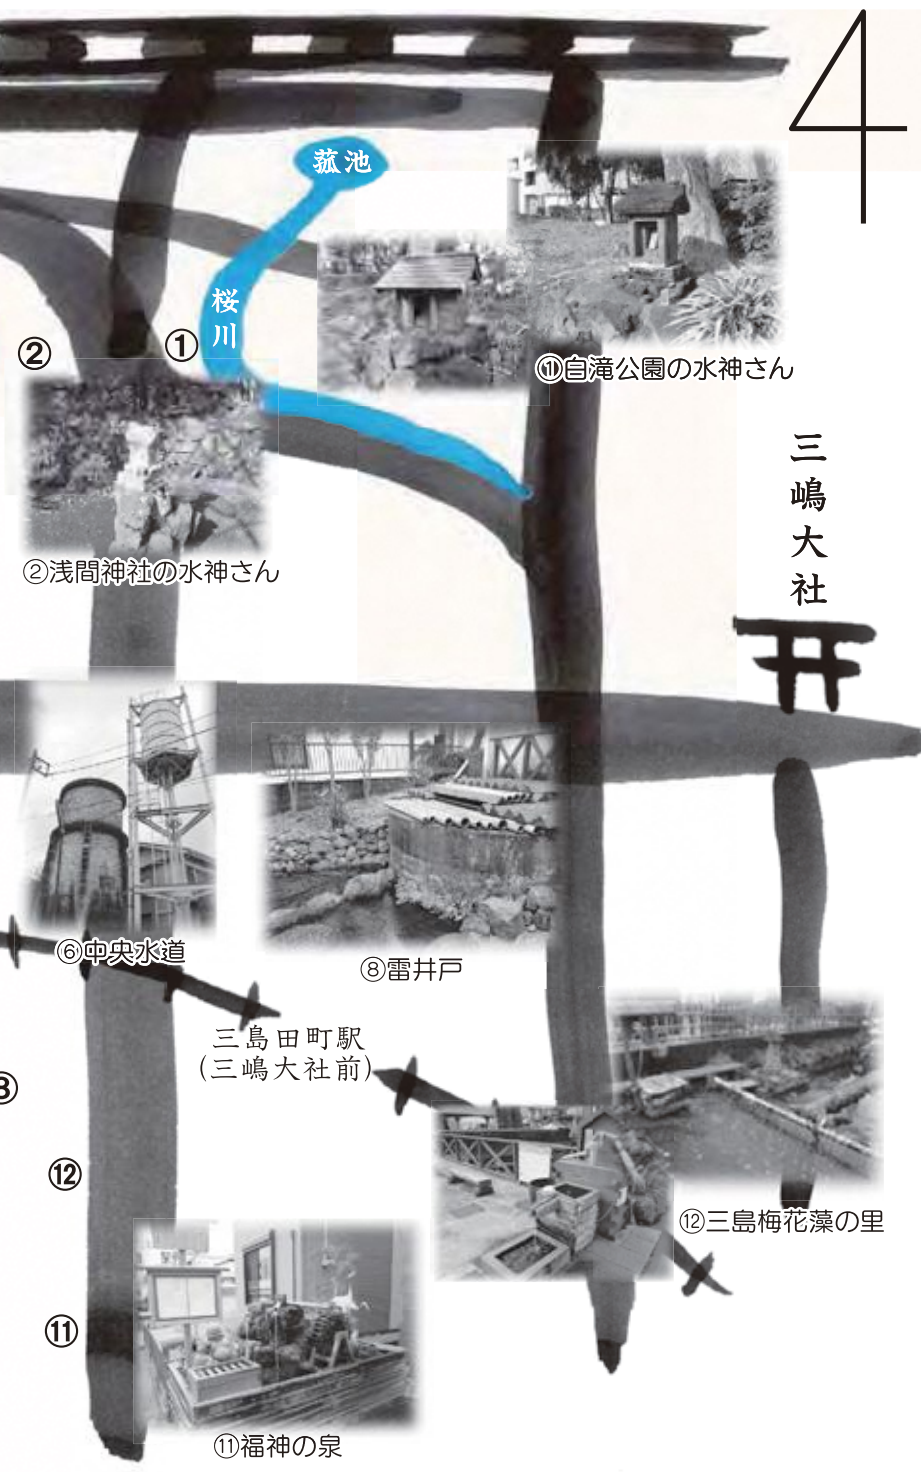 4
菰池
桜川
①
②
①白滝公園の水神さん
②浅間神社の水神さん
三嶋大社
⑥中央水道
⑧雷井戸
三島田町駅
(三嶋大社前)
⑫
⑫三島梅花藻の里
⑪
⑪福神の泉